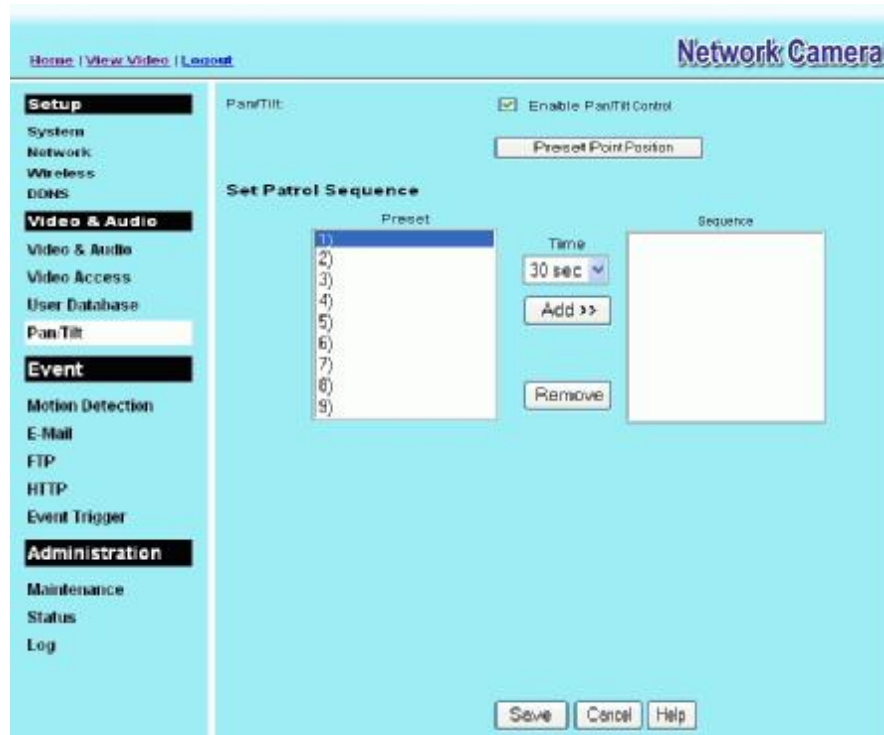 Home | View Video | Logout
Network Camera
Setup
System
Network
Wireless
DDNS
Video & Audio
Video & Audio
Video Access
User Database
Pan/Tilt
Event
Motion Detection
E-Mail
FTP
HTTP
Event Trigger
Administration
Maintenance
Status
Log
Pan/Tilt:
Enable Pan/Tilt Control
Preset Point Position
Set Patrol Sequence
Preset
1)
2)
3)
4)
5)
6)
7)
8)
9)
Time
30 sec
Add >>
Remove
Sequence
Save Cancel Help